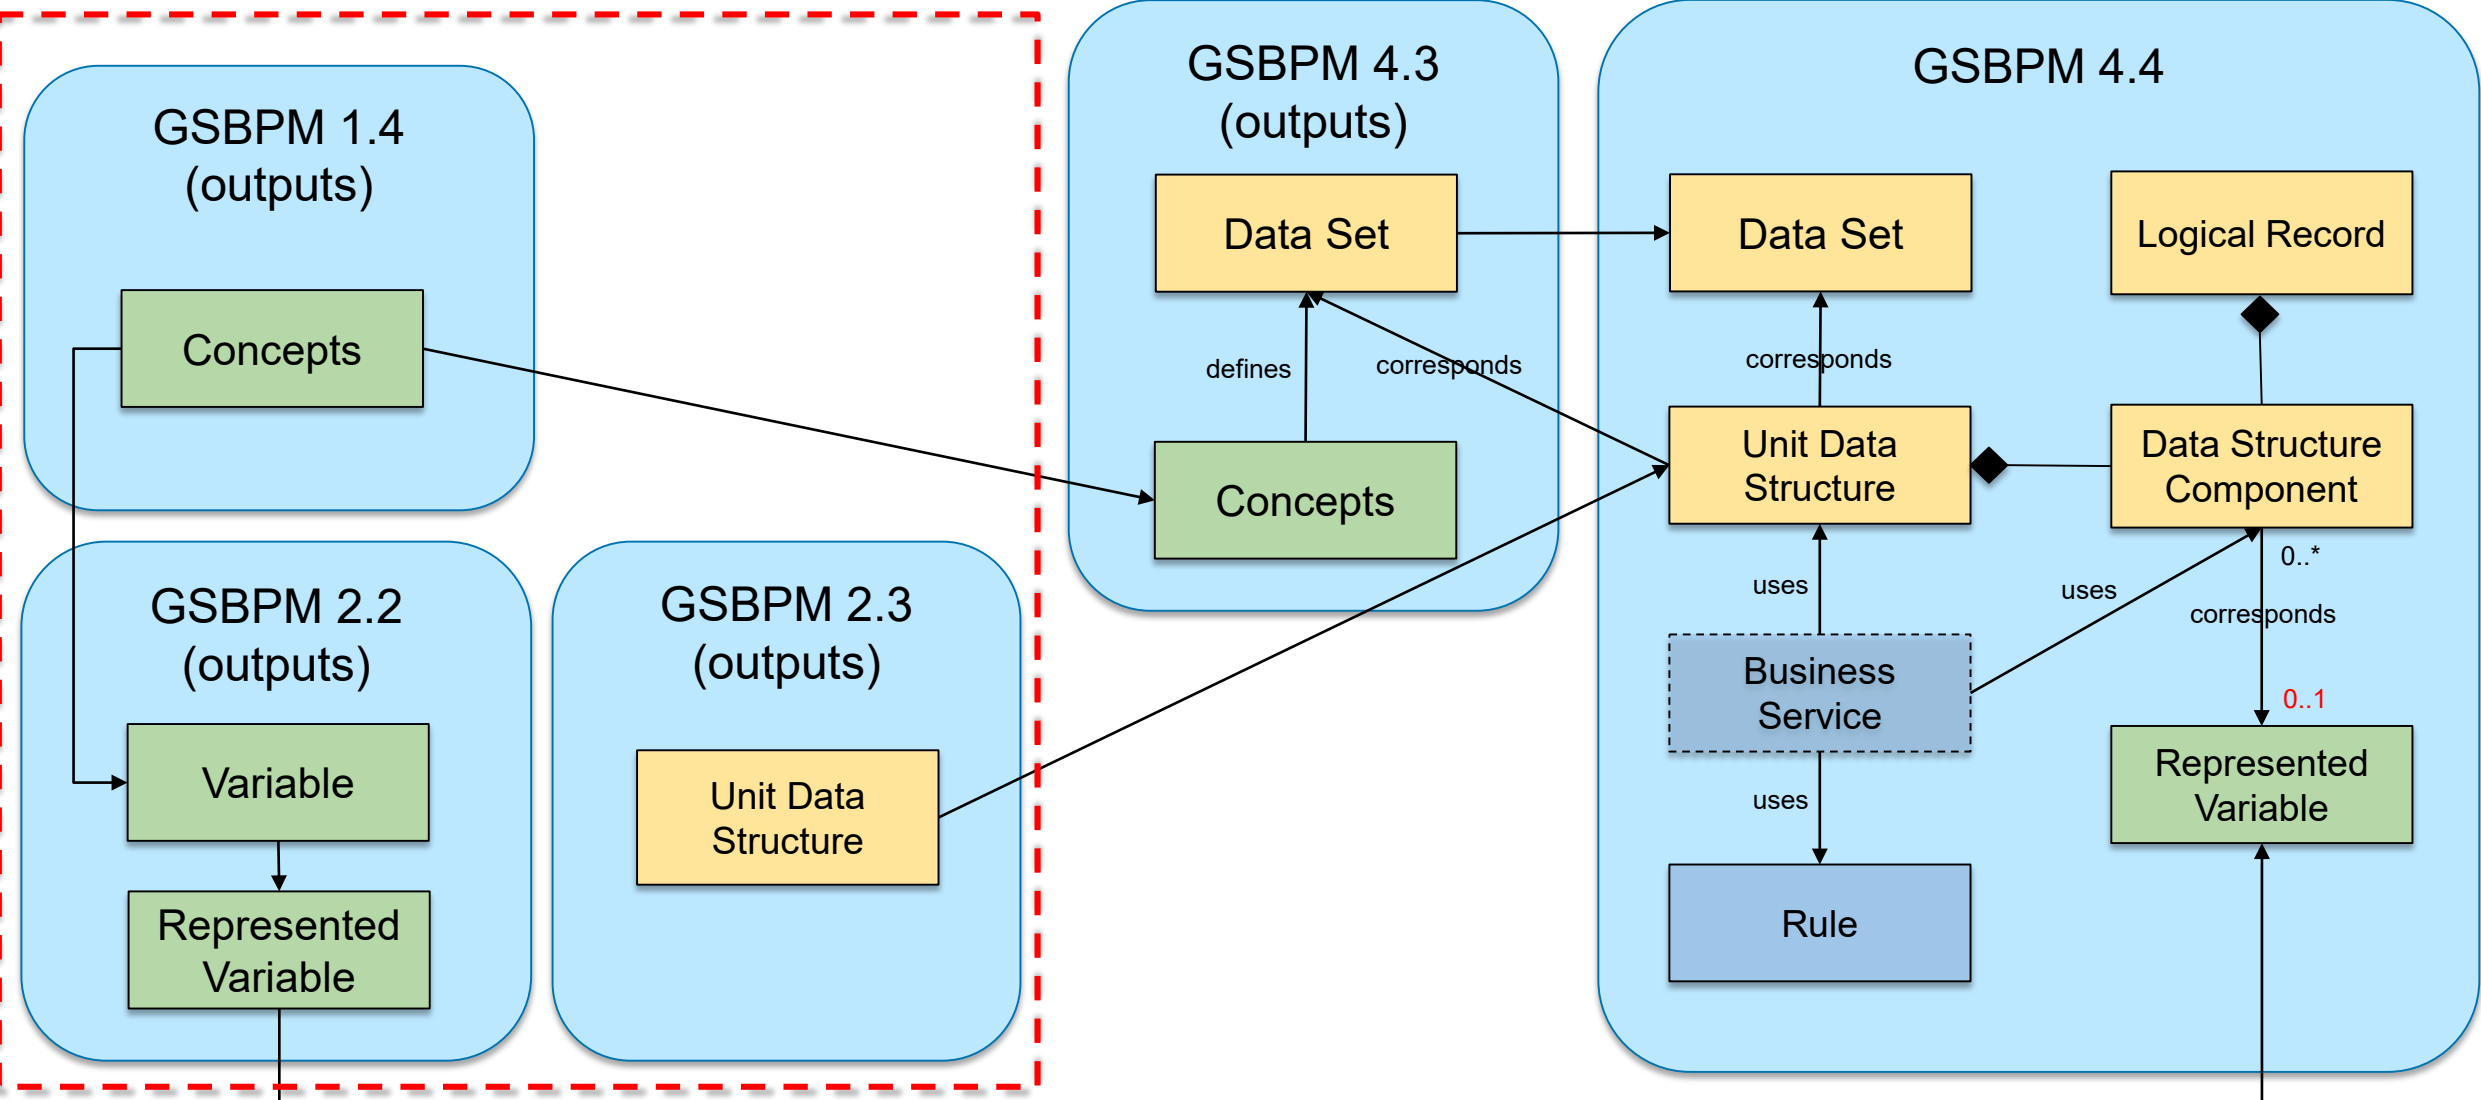 GSBPM 1.4
(outputs)
Concepts
GSBPM 2.2
(outputs)
Variable
Represented
Variable
GSBPM 2.3
(outputs)
Unit Data
Structure
GSBPM 4.3
(outputs)
Data Set
defines
corresponds
Concepts
GSBPM 4.4
Data Set
Logical Record
corresponds
Unit Data
Structure
Data Structure
Component
0..*
uses
uses
corresponds
Business
Service
0..1
uses
Represented
Variable
Rule